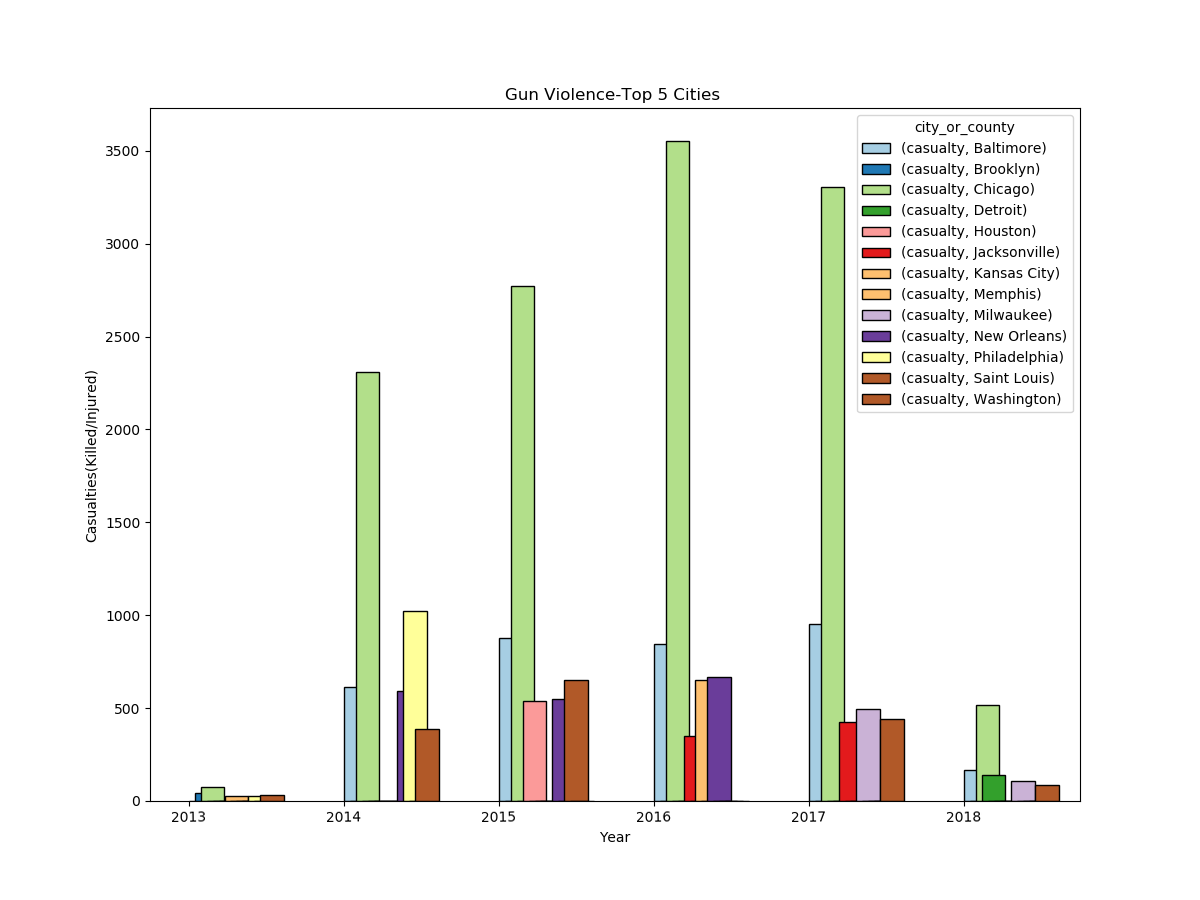 Gun Violence-Top 5 Cities
city_or_county
(casualty, Baltimore)
(casualty, Brooklyn)
(casualty, Chicago)
(casualty, Detroit)
(casualty, Houston)
(casualty, Jacksonville)
(casualty, Kansas City)
(casualty, Memphis)
(casualty, Milwaukee)
(casualty, New Orleans)
(casualty, Philadelphia)
(casualty, Saint Louis)
(casualty, Washington)
Casualties(Killed/Injured)
3500
3000
2500
2000
1500
1000
500
0
2013 2014 2015 2016 2017 2018
Year